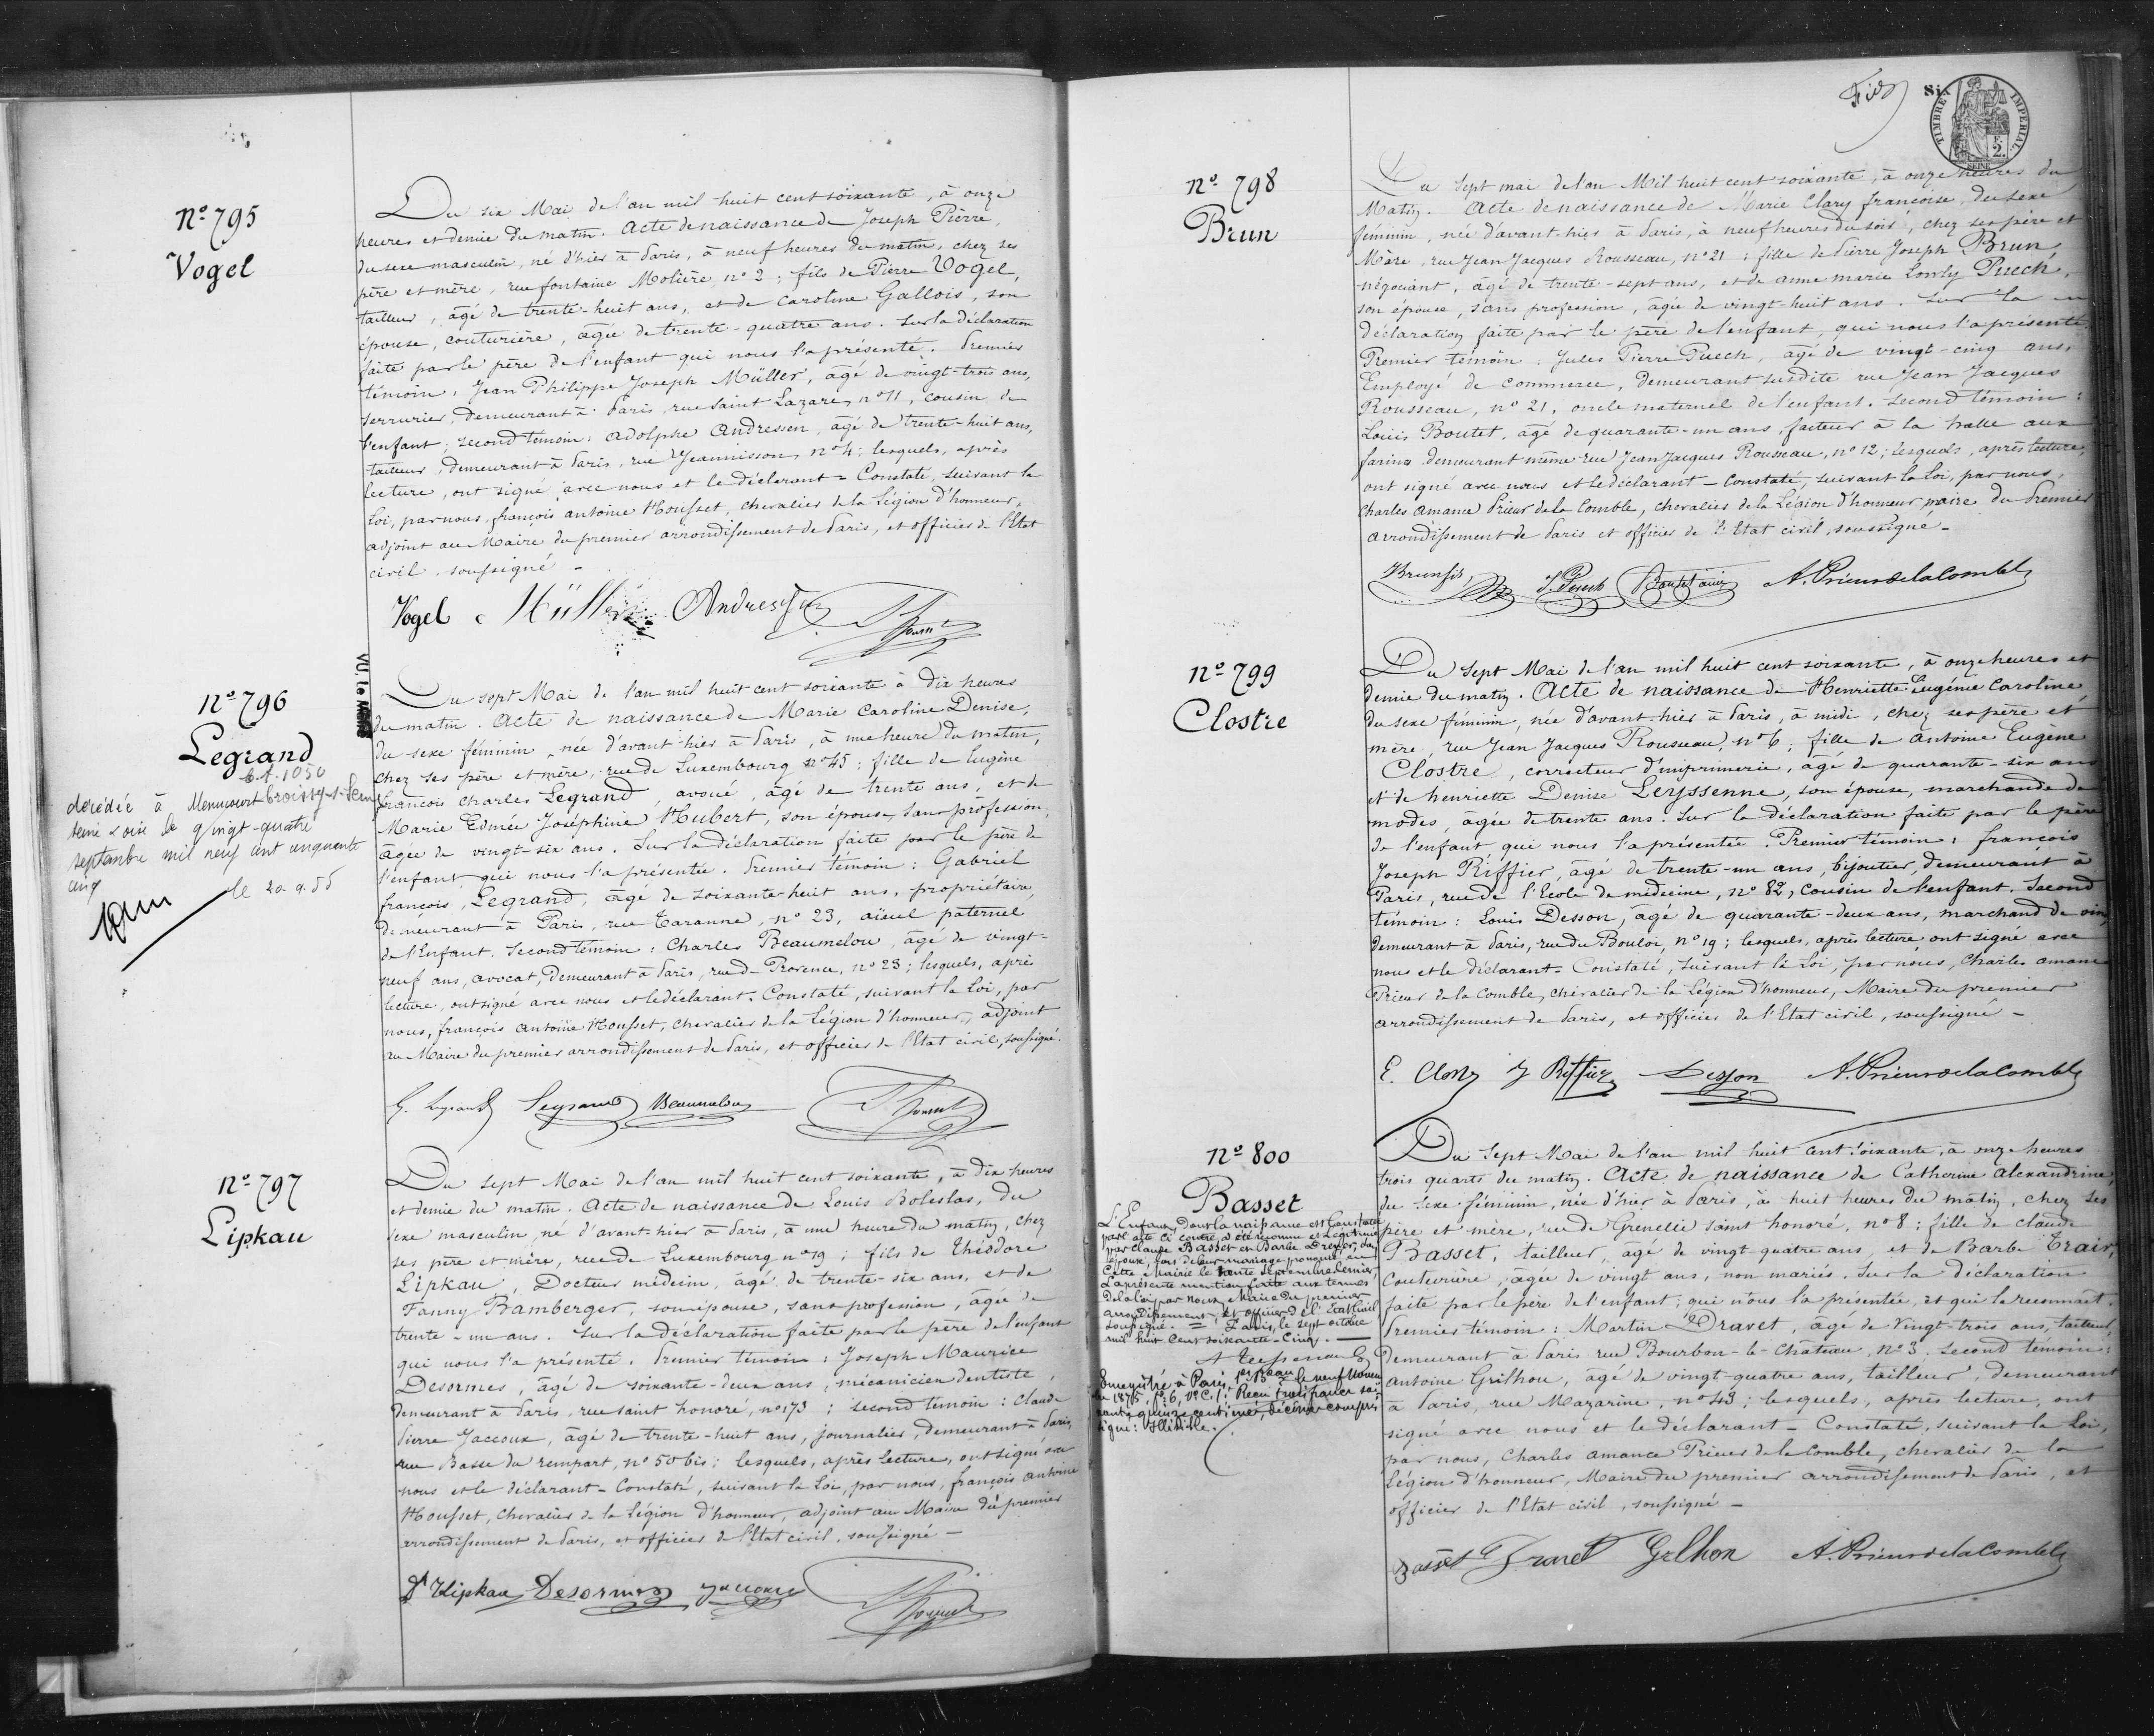 N° 795
Vogel
Du six Mai de l'an mil huit cent soixante, à onze
heures et demie du matin. Acte de naissance de Joseph Pierre,
du sexe masculin, né d'hier à Paris, à neuf heures du matin, chez ses
père et mère, rue fontaine Molière, n° 2 ; fils de Pierre Vogel,
tailleur, âgé de trente-huit ans, et de Caroline Gallois, son
épouse, couturière, âgée de trente-quatre ans. Sur la déclaration
faite par le père de l'enfant qui nous l'a présenté. Premier
témoin, Jean Philippe Joseph Müller, âgé de vingt-trois ans,
serrurier, demeurant à Paris, rue Saint Lazare, n° 11, cousin de
l'enfant ; second témoin : Adolphe Andressen, âgé de trente-huit ans,
tailleur, demeurant à Paris, rue Jeannisson, n° 4 ; lesquels, après
lecture, ont signé avec nous et le déclarant - Constaté, suivant la
loi, par nous, françois antoine Housset, chevalier de la Légion d'honneur,
adjoint au Maire du premier arrondissement de Paris, et officier de l'Etat
civil, soussigné -
Vogel Müller Andressen Housset
VU, le
N° 796
Legrand
décédée à
Seine & Oise le vingt-quatre
septembre mil neuf cent cinquante
cinq
le
Du sept Mai de l'an mil huit cent soixante à dix heures
du matin. Acte de naissance de Marie Caroline Denise,
du sexe féminin, née d'avant-hier à Paris, à une heure du matin,
chez ses père et mère, rue de Luxembourg n° 45 ; fille de Eugène
françois Charles Legrand, avoué, âgé de trente ans, et de
Marie Edmée Joséphine Hubert, son épouse, sans profession,
âgée de vingt-six ans. Sur la déclaration faite par le père de
l'enfant qui nous l'a présentée. Premier témoin : Gabriel
françois Legrand, âgé de soixante-huit ans, propriétaire,
demeurant à Paris, rue Taranne, n° 23, aïeul paternel
de l'Enfant. Second témoin : Charles Beaumelou, âgé de vingt-
neuf ans, avocat, demeurant à Paris, rue de Provence, n° 23 ; lesquels, après
lecture, ont signé avec nous et le déclarant. Constaté, suivant la Loi, par
nous, françois antoine Housset, chevalier de la Légion d'honneur, adjoint
au Maire du premier arrondissement de Paris, et officier de l'Etat civil, soussigné.
Legrand Beaumelou Housset
N° 797
Lipkau
Du sept Mai de l'an mil huit cent soixante, à dix heures
et demie du matin. Acte de naissance de Louis Boleslas, du
sexe masculin, né d'avant-hier à Paris, à une heure du matin, chez
ses père et mère, rue de Luxembourg n° 19 ; fils de Théodore
Lipkau, Docteur médecin, âgé de trente-six ans, et de
Fanny Bamberger, son épouse, sans profession, âgée de
trente-un ans. Sur la déclaration faite par le père de l'enfant
qui nous l'a présenté. Premier témoin : Joseph Maurice
Desormes, âgé de soixante-deux ans, mécanicien dentiste,
demeurant à Paris, rue saint honoré, n° 173 ; second témoin : Claude
Pierre Jaccoux, âgé de trente-huit ans, journalier, demeurant à Paris,
rue Basse du rempart, n° 50 bis ; lesquels, après lecture, ont signé avec
nous et le déclarant - Constaté, suivant la Loi, par nous, françois antoine
Housset, chevalier de la Légion d'honneur, adjoint au Maire du premier
arrondissement de Paris, et officier de l'Etat civil, soussigné -
Dr Lipkau Desormes Jaccoux Housset
TIMBRE IMPERIAL
2.
SEINE
N° 798
Brun
Du Sept mai de l'an Mil huit cent soixante, à onze heures du
Matin. Acte de naissance de Marie Clary françoise, du sexe
féminin, née d'avant-hier à Paris, à neuf heures du soir, chez ses père et
Mère, rue Jean Jacques Rousseau, n° 21 ; fille de Pierre Joseph Brun,
négociant, âgé de trente-sept ans, et de anne marie Puech,
son épouse, sans profession, âgée de vingt-huit ans. Sur la
déclaration faite par le père de l'enfant, qui nous l'a présentée.
Premier témoin : Jules Pierre Puech, âgé de vingt-cinq ans,
Employé de commerce, demeurant susdite rue Jean Jacques
Rousseau, n° 21, oncle maternel de l'enfant. Second témoin :
Louis Boutet, âgé de quarante-un ans, facteur à la halle aux
farines demeurant même rue Jean Jacques Rousseau, n° 12 ; lesquels, après lecture,
ont signé avec nous et le déclarant - Constaté, suivant la Loi, par nous,
Charles amance Prieur de la Comble, chevalier de la Légion d'honneur, maire du Premier
arrondissement de Paris et officier de l'Etat civil, soussigné -
Brun fils J. Puech A. Prieur de la Comble
N° 799
Clostre
Du Sept Mai de l'an mil huit cent soixante, à onze heures et
demie du matin. Acte de naissance de Henriette Eugénie Caroline
du sexe féminin, née d'avant-hier à Paris, à midi, chez ses père et
mère, rue Jean Jacques Rousseau, n° 6 ; fille de Antoine Eugène
Clostre, correcteur d'imprimerie, âgé de quarante-six ans
et de henriette Denise Leyssenne, son épouse, marchande de
modes, âgée de trente ans. Sur la déclaration faite par le père
de l'enfant qui nous l'a présentée. Premier témoin : françois
Joseph Riffier, âgé de trente-un ans, bijoutier, demeurant à
Paris, rue de l'Ecole de médecine, n° 82, cousin de l'enfant. Second
témoin : Louis Desson, âgé de quarante-deux ans, marchand de vin,
demeurant à Paris, rue du Bouloi, n° 19 ; lesquels, après lecture, ont signé avec
nous et le déclarant - Constaté, suivant la Loi, par nous, Charles amance
Prieur de la Comble, chevalier de la Légion d'honneur, Maire du premier
arrondissement de Paris, et officier de l'Etat civil, soussigné -
E. Clostre J Riffier Desson A. Prieur de la Comble
N° 800
Basset
L'Enfant dont la naissance est Constatée
par l'acte ci contre, a été reconnu et Légitimé
par Claude Basset et Barbe Dreyer, ses
époux, lors de leur mariage prononcé en
Cette Mairie le trente Septembre dernier
La présente mention faite aux termes
de la loi par nous Maire du premier
arrondissement et officier de l'Etat Civil
soussigné. Paris, le sept octobre
mil huit cent soixante-cinq.
Enregistré à Paris, 1er Bureau le neuf
1875, f° 6, V° C. 1. Reçu trois francs soi-
xante quinze centimes, décimes compris
signé : illisible.
Du Sept Mai de l'an mil huit cent soixante, à onze heures
trois quarts du matin. Acte de naissance de Catherine alexandrine,
du sexe féminin, née d'hier à Paris, à huit heures du matin, chez ses
père et mère, rue de Grenelle saint honoré, n° 8 ; fille de claude
Basset, tailleur, âgé de vingt quatre ans, et de Barbe
couturière, âgée de vingt ans, non mariés. Sur la déclaration
faite par le père de l'enfant, qui nous l'a présentée, et qui la reconnaît.
Premier témoin : Martin Dravet, âgé de vingt-trois ans, tailleur,
demeurant à Paris rue Bourbon-le-Chateau, n° 3. Second témoin :
antoine Grilhou, âgé de vingt-quatre ans, tailleur, demeurant
à Paris, rue Mazarine, n° 43 ; lesquels, après lecture, ont
signé avec nous et le déclarant - Constaté, suivant la Loi,
par nous, Charles amance Prieur de la Comble, chevalier de la
Légion d'honneur, Maire du premier arrondissement de Paris, et
officier de l'Etat civil, soussigné -
Basset Dravet Grilhou A. Prieur de la Comble